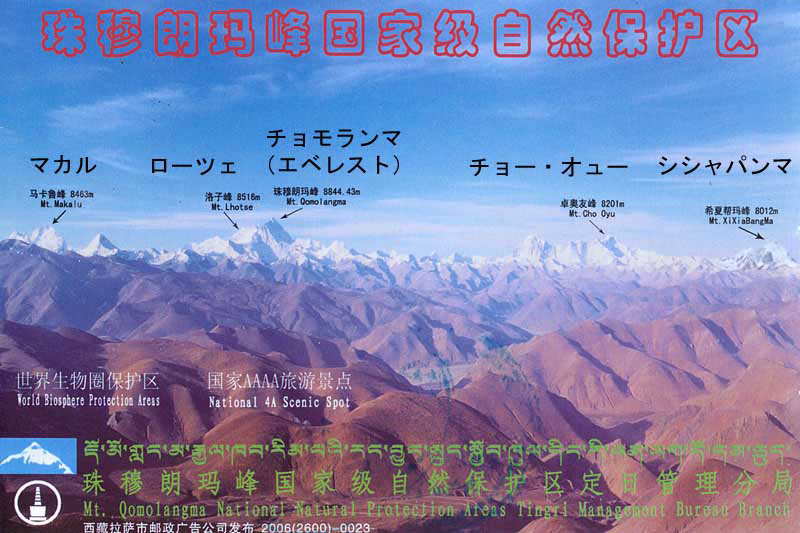 珠穆朗玛峰国家级自然保护区
チョモランマ
マカル ローツェ （エベレスト） チョー・オユー シシャパンマ
马卡鲁峰 8463m
Mt.Makalu
洛子峰 8516m
Mt.Lhotse
珠穆朗玛峰 8844.43m
Mt.Qomolangma
卓奥友峰 8201m
Mt.Cho Oyu
希夏帮玛峰 8012m
Mt.XiXiaBangMa
世界生物圈保护区
World Biosphere Protection Areas
国家AAAA旅游景点
National 4A Scenic Spot
ཇོ་མོ་གླང་མ་རྒྱལ་ཁབ་རིམ་པའི་རང་བྱུང་སྲུང་སྐྱོང་ཁུལ་དིང་རི་
珠穆朗玛峰国家级自然保护区定日管理分局
Mt. Qomolangma National Natural Protection Areas Tingri Management Bureau Branch
西藏拉萨市邮政广告公司发布 2006(2600)-0023